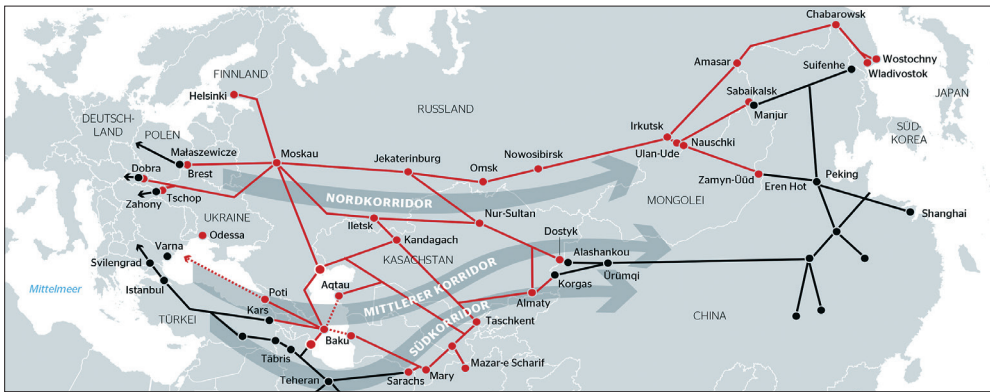 Chabarowsk
Wostochny
Wladivostok
Amasar
Suifenhe
FINNLAND
Helsinki
RUSSLAND
Sabaikalsk
Manjur
JAPAN
DEUTSCH-
LAND
POLEN
SÜD-
KOREA
Irkutsk
Ulan-Ude
Nauschki
Małaszewicze
Brest
Moskau
Jekaterinburg
Omsk
Nowosibirsk
Dobra
Zahony
Tschop
NORDKORRIDOR
Zamyn-Üüd
Eren Hot
Peking
MONGOLEI
Shanghai
UKRAINE
Odessa
Iletsk
Nur-Sultan
Kandagach
KASACHSTAN
Dostyk
Alashankou
Varna
Svilengrad
Istanbul
Korgas
Ürümqi
Mittelmeer
Poti
Kars
Aqtau
MITTLERER KORRIDOR
Almaty
TÜRKEI
Baku
SÜDKORRIDOR
Taschkent
CHINA
Täbris
Teheran
Sarachs
Mary
Mazar-e Scharif